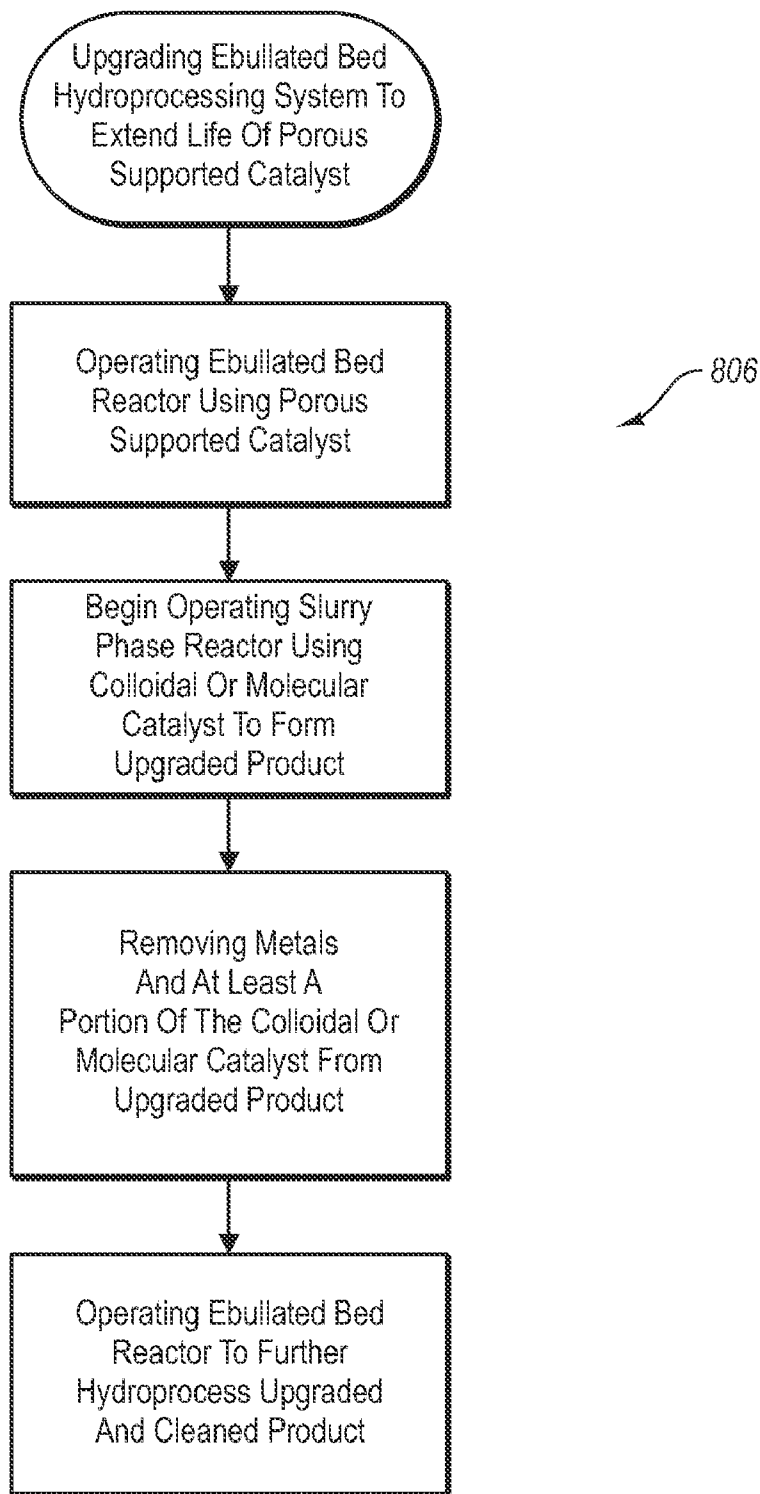 Upgrading Ebullated Bed
Hydroprocessing System To
Extend Life Of Porous
Supported Catalyst
Operating Ebullated Bed
Reactor Using Porous
Supported Catalyst
806
Begin Operating Slurry
Phase Reactor Using
Colloidal Or Molecular
Catalyst To Form
Upgraded Product
Removing Metals
And At Least A
Portion Of The Colloidal Or
Molecular Catalyst From
Upgraded Product
Operating Ebullated Bed
Reactor To Further
Hydroprocess Upgraded
And Cleaned Product